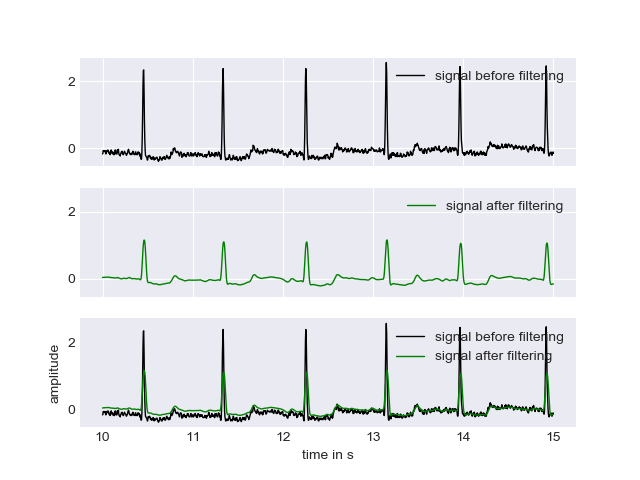 2
signal before filtering
0
2
signal after filtering
0
2
signal before filtering
signal after filtering
amplitude
0
10 11 12 13 14 15
time in s